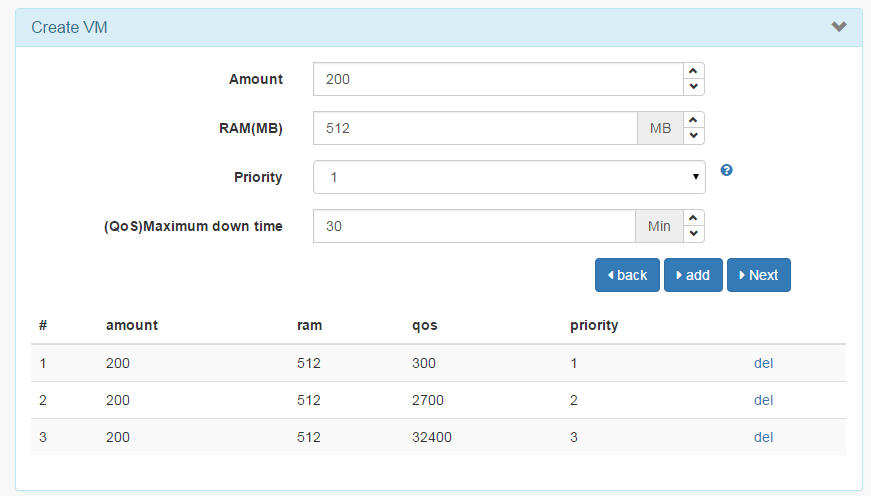 Create VM
Amount 200
RAM(MB) 512 MB
Priority 1
(QoS)Maximum down time 30 Min
back add Next
# amount ram qos priority
1 200 512 300 1 del
2 200 512 2700 2 del
3 200 512 32400 3 del